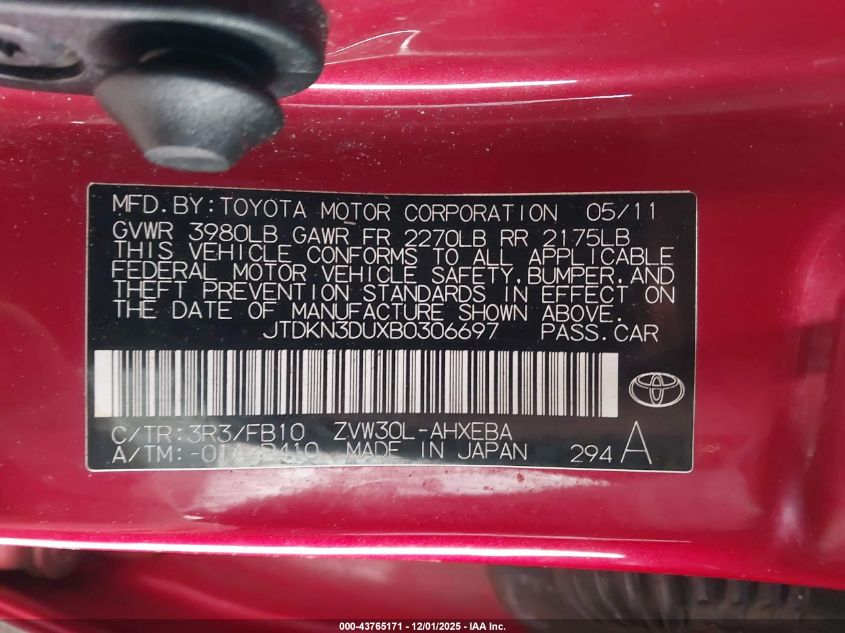 MFD.BY:TOYOTA MOTOR CORPORATION 05/11
GVWR 3980LB GAWR FR 2270LB RR 2175LB
THIS VEHICLE CONFORMS TO ALL APPLICABLE
FEDERAL MOTOR VEHICLE SAFETY,BUMPER,AND
THEFT PREVENTION STANDARDS IN EFFECT ON
THE DATE OF MANUFACTURE SHOWN ABOVE.
JTDKN3DUXB0306697 PASS.CAR
C/TR:3R3/FB10 ZVW30L-AHXEBA
A/TM:-01A/P410 MADE IN JAPAN 294 A
000-43765171 - 12/01/2025 - IAA Inc.